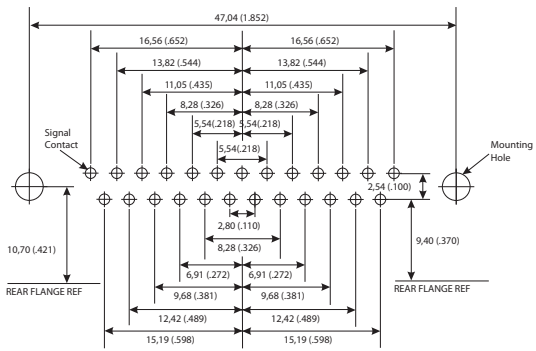 47,04 (1.852)
16,56 (.652) 16,56 (.652)
13,82 (.544) 13,82 (.544)
11,05 (.435) 11,05 (.435)
8,28 (.326) 8,28 (.326)
5,54(.218) 5,54(.218)
Signal
Contact
5,54(.218)
Mounting
Hole
2,54 (.100)
2,80 (.110)
10,70 (.421)
9,40 (.370)
8,28 (.326)
6,91 (.272) 6,91 (.272)
REAR FLANGE REF REAR FLANGE REF
9,68 (.381) 9,68 (.381)
12,42 (.489) 12,42 (.489)
15,19 (.598) 15,19 (.598)